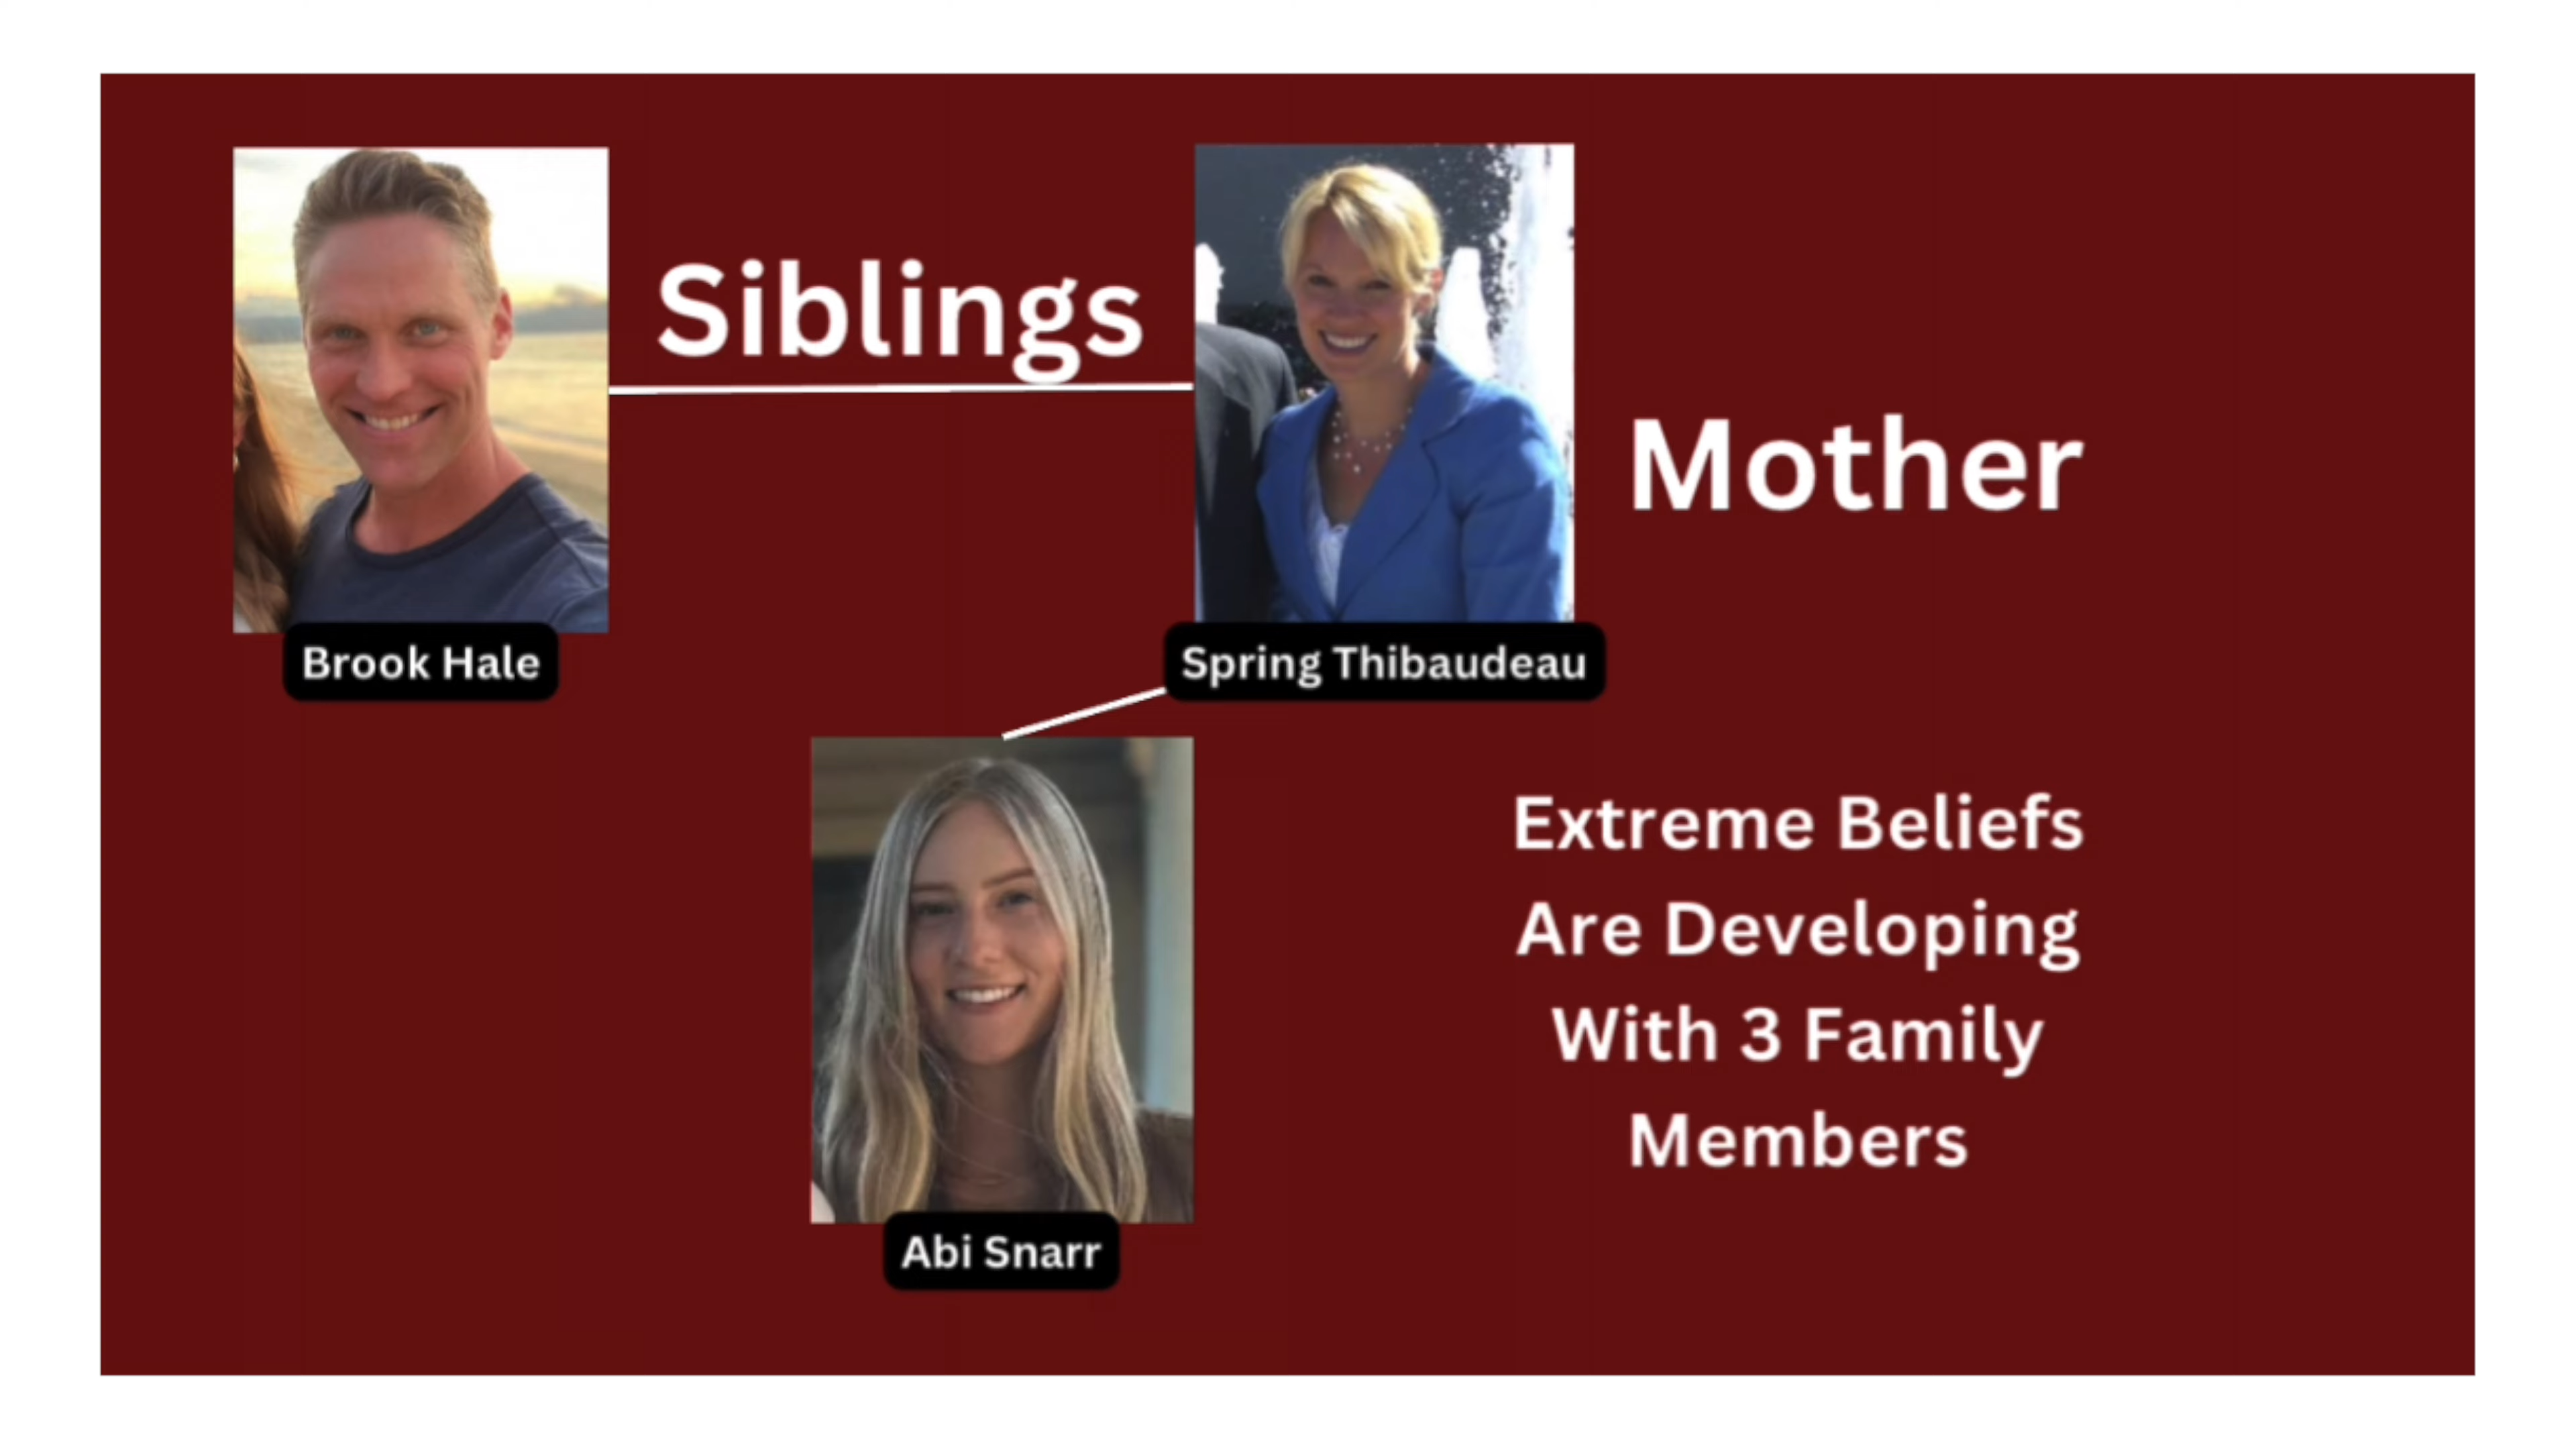 Siblings
Mother
Brook Hale
Spring Thibaudeau
Extreme Beliefs
Are Developing
With 3 Family
Members
Abi Snarr